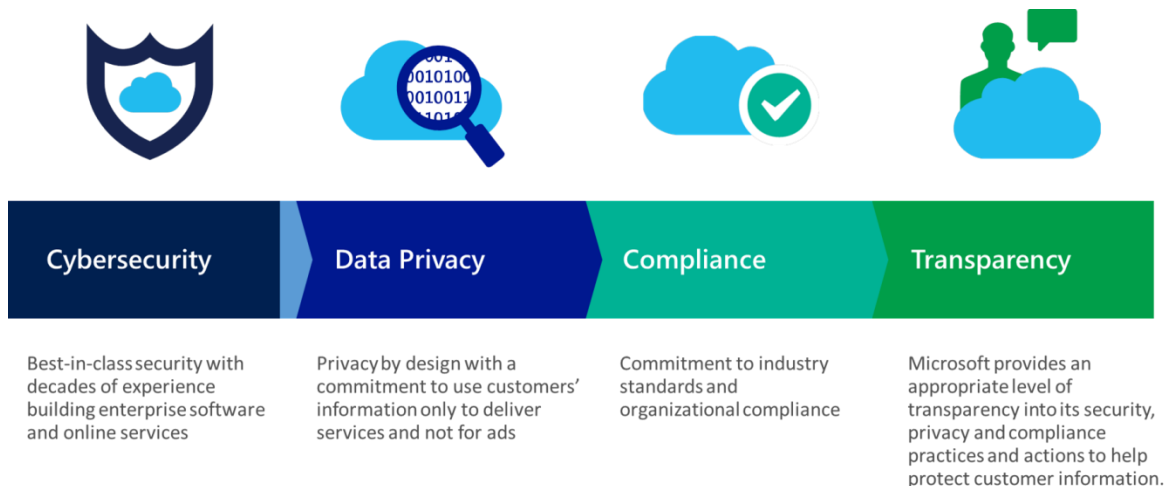 001
0010100
0010011
Cybersecurity
Data Privacy
Compliance
Transparency
Best-in-class security with
decades of experience
building enterprise software
and online services
Privacy by design with a
commitment to use customers’
information only to deliver
services and not for ads
Commitment to industry
standards and
organizational compliance
Microsoft provides an
appropriate level of
transparency into its security,
privacy and compliance
practices and actions to help
protect customer information.